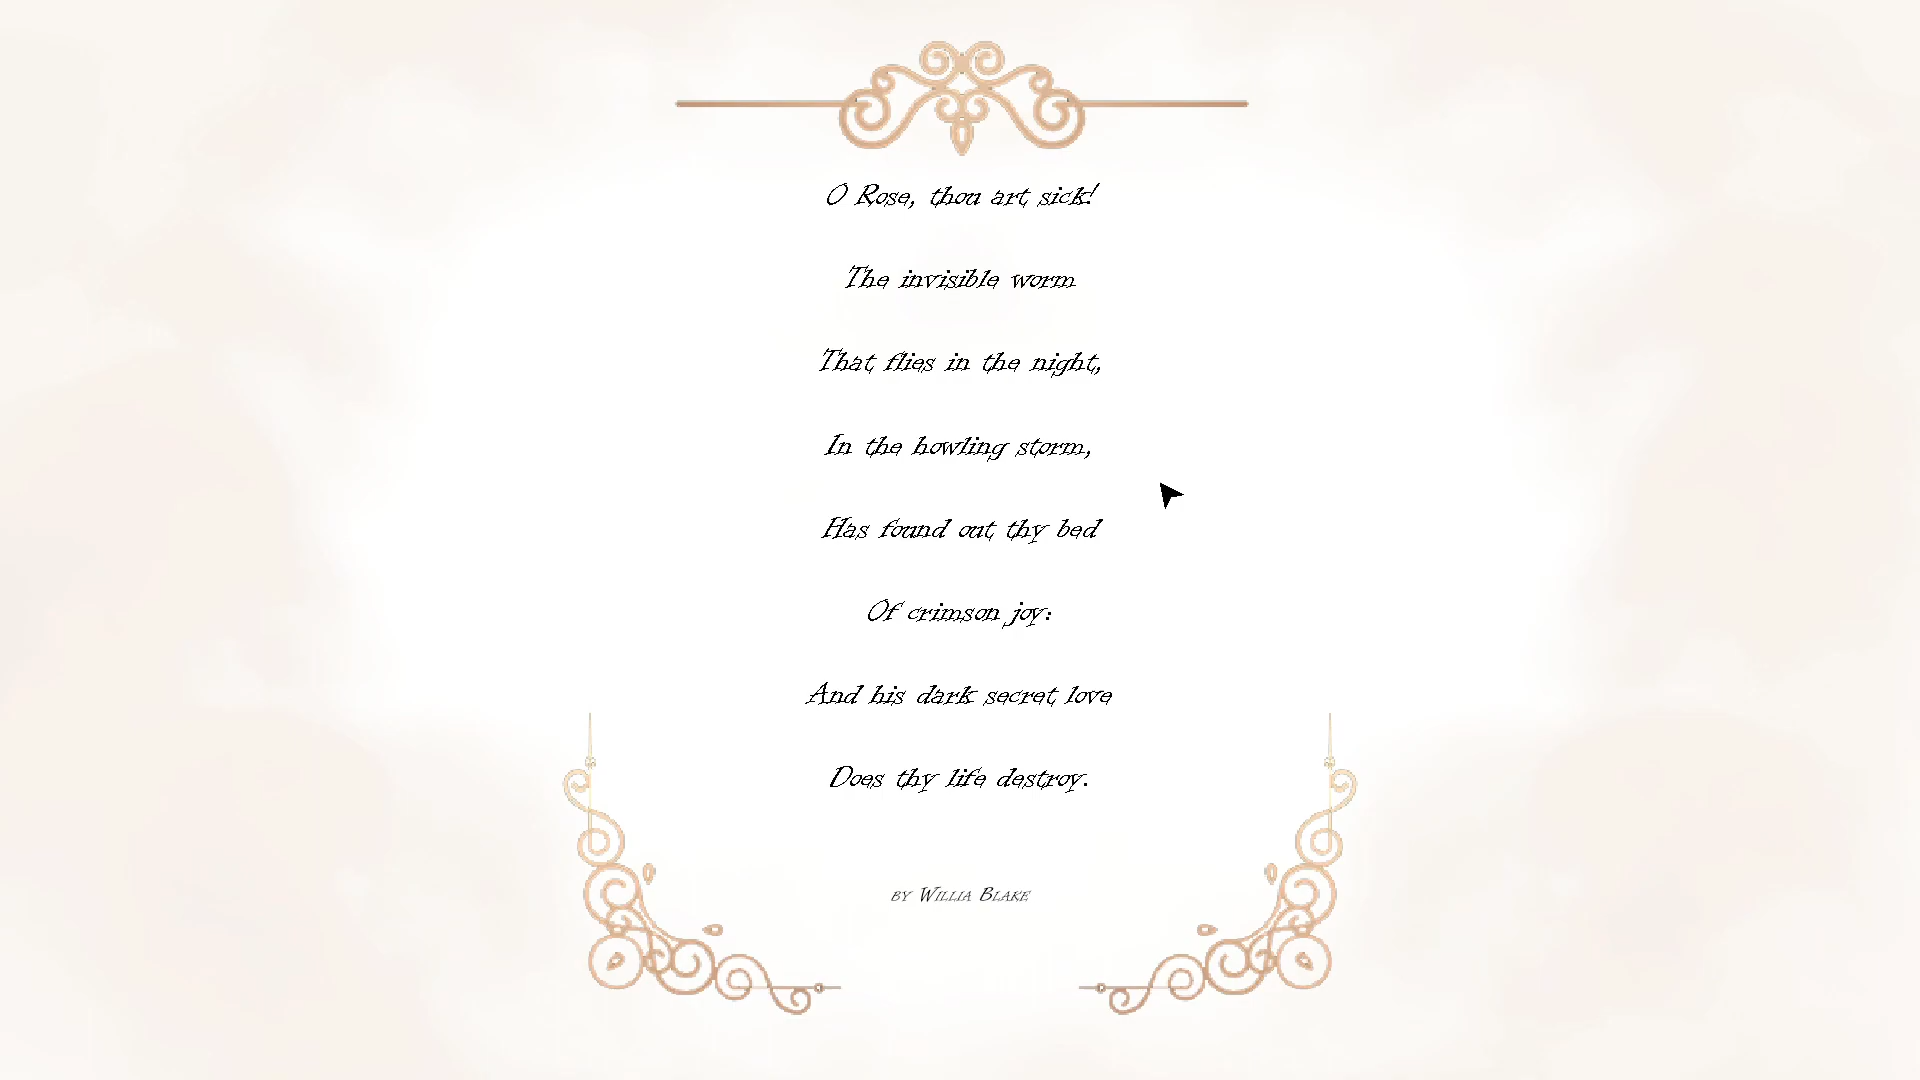 O Rose, thou art sick!
The invisible worm
That flies in the night,
In the howling storm,
Has found out thy bed
Of crimson joy:
And his dark secret love
Does thy life destroy.
by Willia Blake